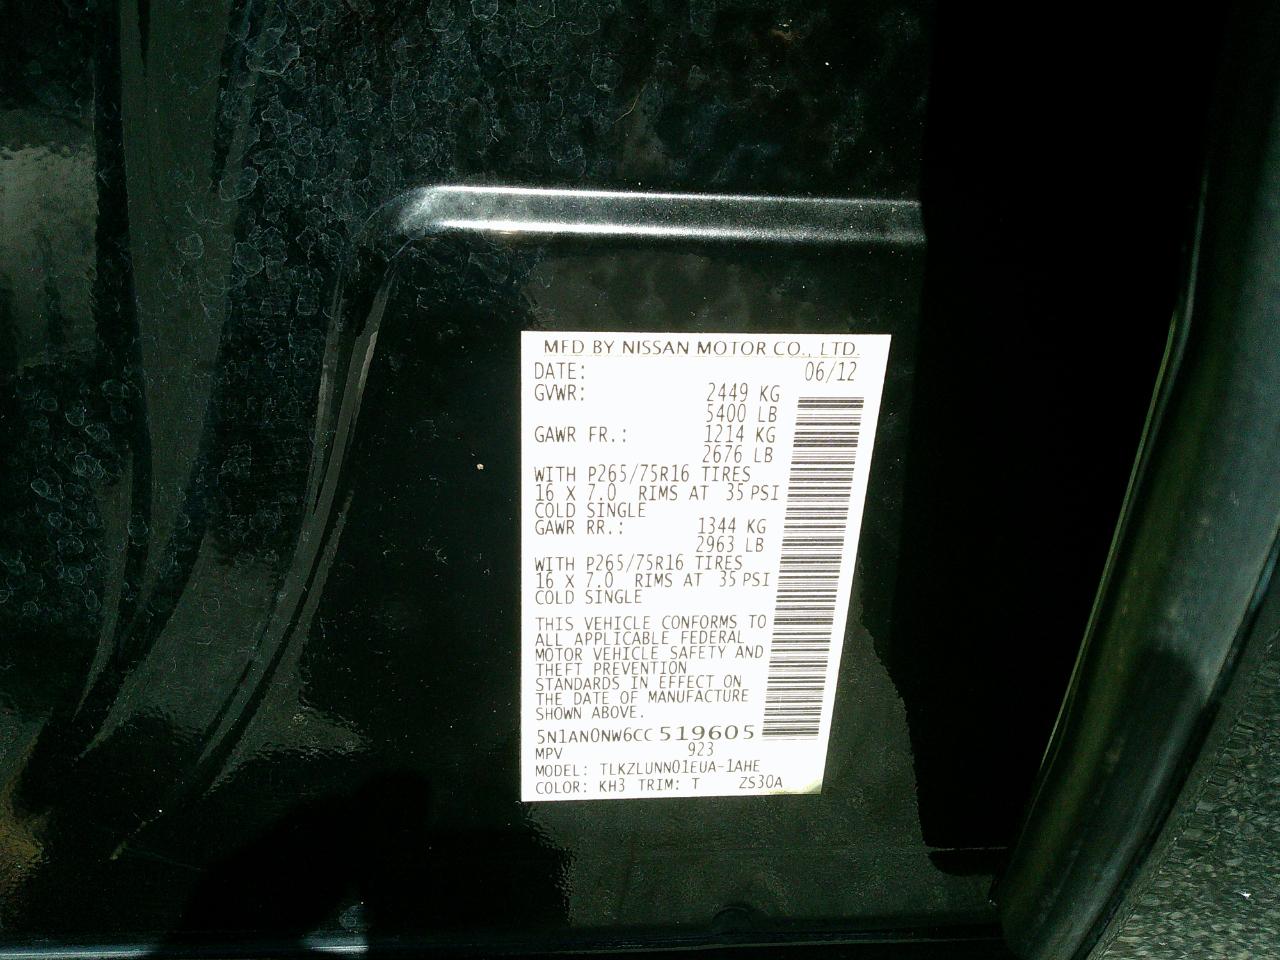 MFD BY NISSAN MOTOR CO., LTD.
DATE: 06/12
GVWR: 2449 KG
5400 LB
GAWR FR.: 1214 KG
2676 LB
WITH P265/75R16 TIRES
16 X 7.0 RIMS AT 35 PSI
COLD SINGLE
GAWR RR.: 1344 KG
2963 LB
WITH P265/75R16 TIRES
16 X 7.0 RIMS AT 35 PSI
COLD SINGLE
THIS VEHICLE CONFORMS TO
ALL APPLICABLE FEDERAL
MOTOR VEHICLE SAFETY AND
THEFT PREVENTION
STANDARDS IN EFFECT ON
THE DATE OF MANUFACTURE
SHOWN ABOVE.
5N1AN0NW6CC519605
MPV 923
MODEL: TLKZLUNN01EUA-1AHE
COLOR: KH3 TRIM: T ZS30A